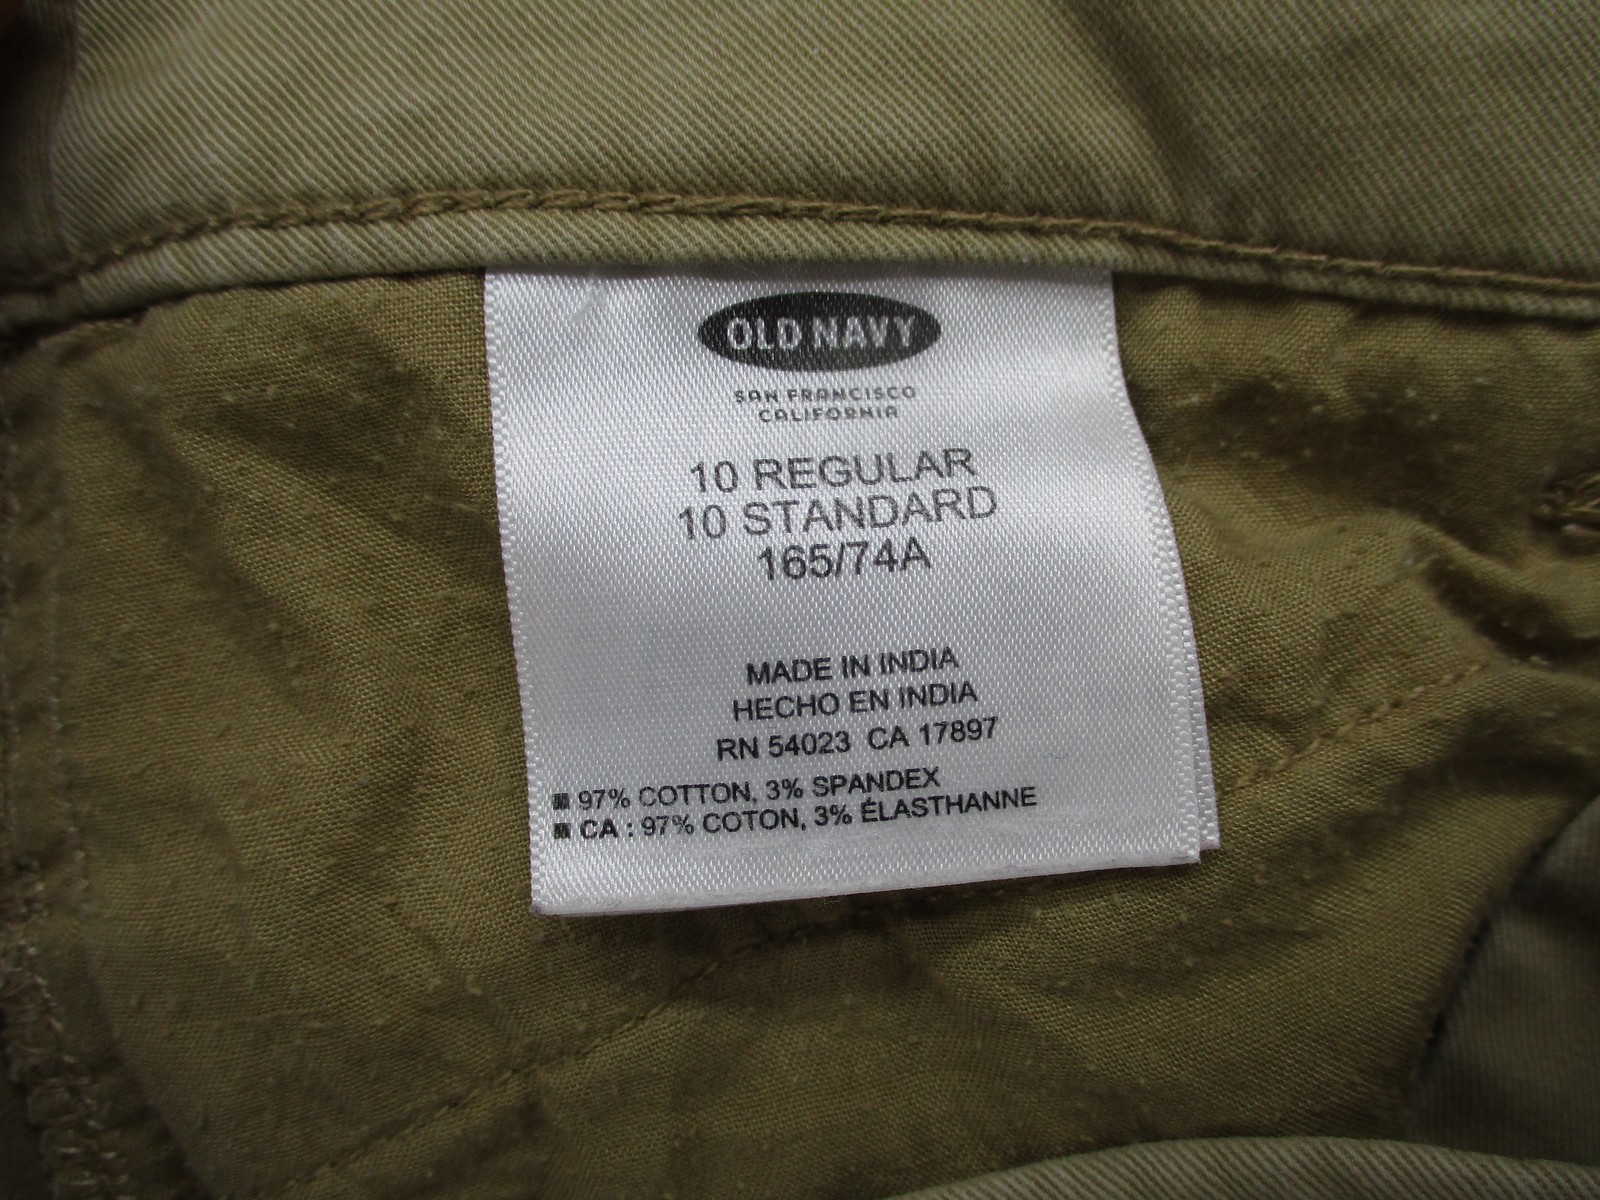 OLD NAVY
SAN FRANCISCO
CALIFORNIA
10 REGULAR
10 STANDARD
165/74A
MADE IN INDIA
HECHO EN INDIA
RN 54023 CA 17897
■ 97% COTTON, 3% SPANDEX
■ CA : 97% COTON, 3% ÉLASTHANNE